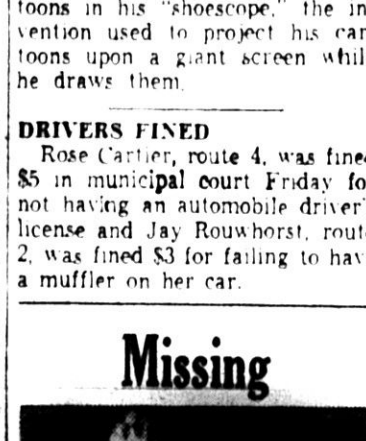 toons in his "shoescope," the in
vention used to project his car
toons upon a giant screen whil
he draws them.
DRIVERS FINED
Rose Cartier, route 4, was fined
$5 in municipal court Friday fo
not having an automobile driver'
license and Jay Rouwhorst, rout
2, was fined $3 for failing to hav
a muffler on her car.
Missing